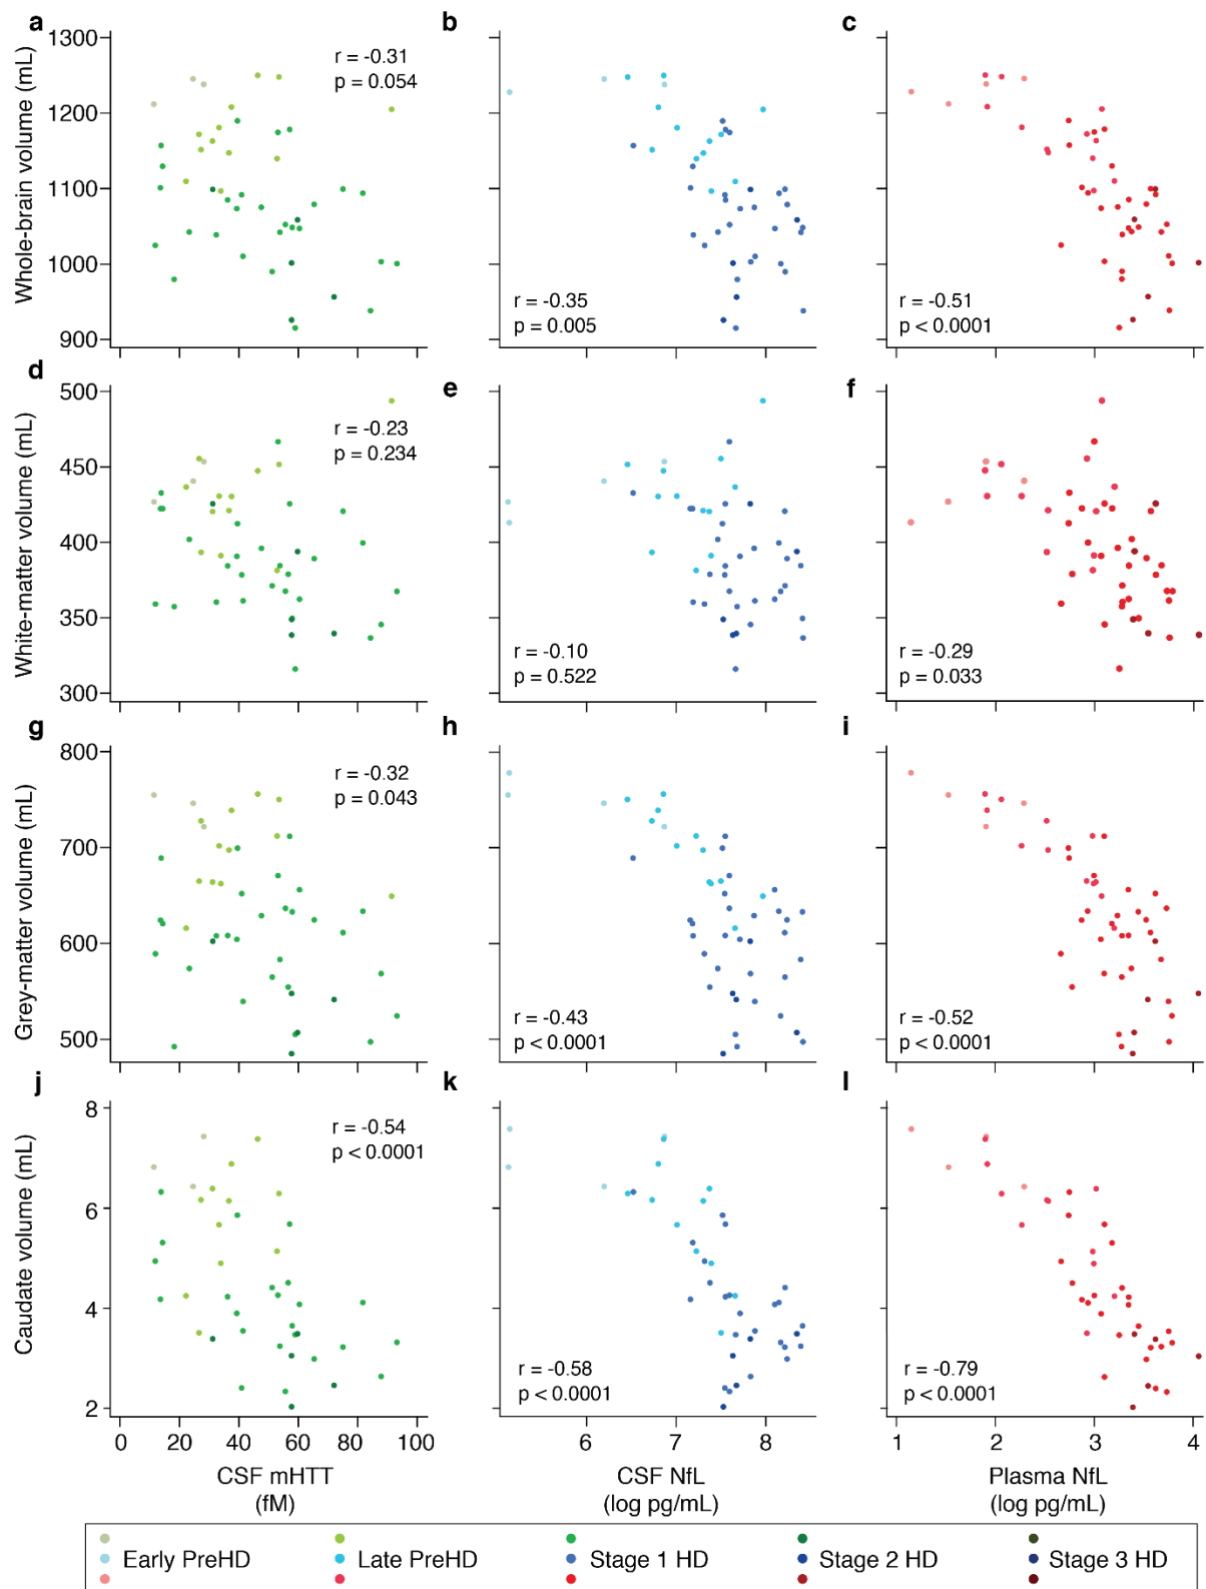 a
b
c
Whole-brain volume (mL)
1300
1200
1100
1000
900
r = -0.31
p = 0.054
r = -0.35
p = 0.005
r = -0.51
p < 0.0001
d
e
f
White-matter volume (mL)
500
450
400
350
300
r = -0.23
p = 0.234
r = -0.10
p = 0.522
r = -0.29
p = 0.033
g
h
i
Grey-matter volume (mL)
800
700
600
500
r = -0.32
p = 0.043
r = -0.43
p < 0.0001
r = -0.52
p < 0.0001
j
k
l
Caudate volume (mL)
8
6
4
2
r = -0.54
p < 0.0001
r = -0.58
p < 0.0001
r = -0.79
p < 0.0001
0 20 40 60 80 100
6 7 8
1 2 3 4
CSF mHTT
(fM)
CSF NfL
(log pg/mL)
Plasma NfL
(log pg/mL)
Early PreHD
Late PreHD
Stage 1 HD
Stage 2 HD
Stage 3 HD